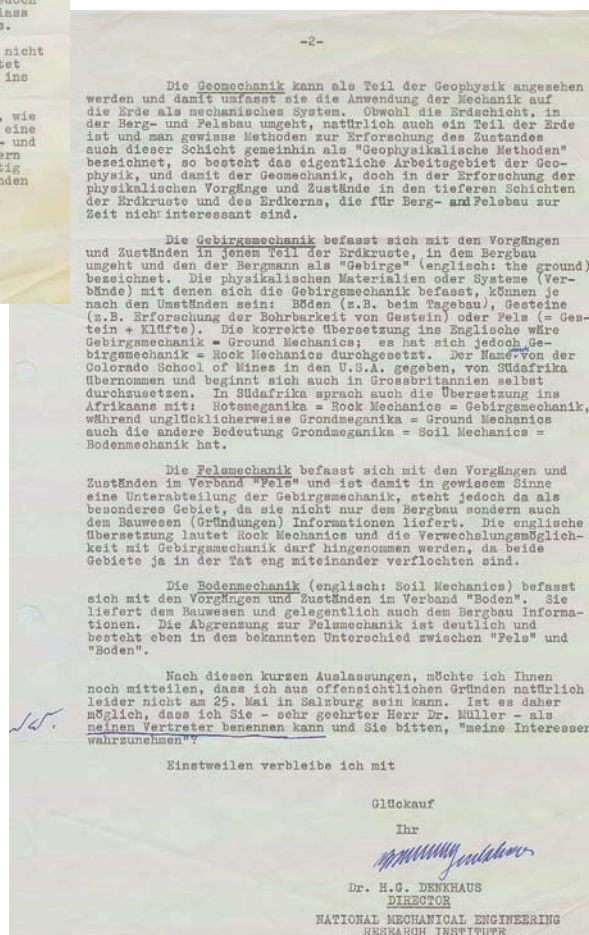 jedoch
dass
s.
nicht
tet
ins
, wie
eine
- und
ern
tig
nden
-2-
Die Geomechanik kann als Teil der Geophysik angesehen
werden und damit umfasst sie die Anwendung der Mechanik auf
die Erde als mechanisches System. Obwohl die Erdschicht, in
der Berg- und Felsbau umgeht, natürlich auch ein Teil der Erde
ist und man gewisse Methoden zur Erforschung des Zustandes
auch dieser Schicht gemeinhin als "Geophysikalische Methoden"
bezeichnet, so besteht das eigentliche Arbeitsgebiet der Geo-
physik, und damit der Geomechanik, doch in der Erforschung der
physikalischen Vorgänge und Zustände in den tieferen Schichten
der Erdkruste und des Erdkerns, die für Berg- and Felsbau zur
Zeit nicht interessant sind.
Die Gebirgsmechanik befasst sich mit den Vorgängen
und Zuständen in jenem Teil der Erdkruste, in dem Bergbau
umgeht und den der Bergmann als "Gebirge" (englisch: the ground)
bezeichnet. Die physikalischen Materialien oder Systeme (Ver-
bände) mit denen sich die Gebirgsmechanik befasst, können je
nach den Umständen sein: Böden (z.B. beim Tagebau), Gesteine
(z.B. Erforschung der Bohrbarkeit von Gestein) oder Fels (= Ges-
tein + Klüfte). Die korrekte Übersetzung ins Englische wäre
Gebirgsmechanik = Ground Mechanics; es hat sich jedoch Ge-
birgsmechanik = Rock Mechanics durchgesetzt. Der Name von der
Colorado School of Mines in den U.S.A. gegeben, von Südafrika
übernommen und beginnt sich auch in Grossbritannien selbst
durchzusetzen. In Südafrika sprach auch die Übersetzung ins
Afrikaans mit: Rotsmeganika = Rock Mechanics = Gebirgsmechanik,
während unglücklicherweise Grondmeganika = Ground Mechanics
auch die andere Bedeutung Grondmeganika = Soil Mechanics =
Bodenmechanik hat.
Die Felsmechanik befasst sich mit den Vorgängen und
Zuständen im Verband "Fels" und ist damit in gewissem Sinne
eine Unterabteilung der Gebirgsmechanik, steht jedoch da als
besonderes Gebiet, da sie nicht nur dem Bergbau sondern auch
dem Bauwesen (Gründungen) Informationen liefert. Die englische
Übersetzung lautet Rock Mechanics und die Verwechslungsmöglich-
keit mit Gebirgsmechanik darf hingenommen werden, da beide
Gebiete ja in der Tat eng miteinander verflochten sind.
Die Bodenmechanik (englisch: Soil Mechanics) befasst
sich mit den Vorgängen und Zuständen im Verband "Boden". Sie
liefert dem Bauwesen und gelegentlich auch dem Bergbau Informa-
tionen. Die Abgrenzung zur Felsmechanik ist deutlich und
besteht eben in dem bekannten Unterschied zwischen "Fels" und
"Boden".
Nach diesen kurzen Auslassungen, möchte ich Ihnen
noch mitteilen, dass ich aus offensichtlichen Gründen natürlich
leider nicht am 25. Mai in Salzburg sein kann. Ist es daher
möglich, dass ich Sie - sehr geehrter Herr Dr. Müller - als
meinen Vertreter benennen kann und Sie bitten, "meine Interessen
wahrzunehmen"?
Einstweilen verbleibe ich mit
Glückauf
Ihr
Dr. H.G. DENKHAUS
DIRECTOR
NATIONAL MECHANICAL ENGINEERING
RESEARCH INSTITUTE